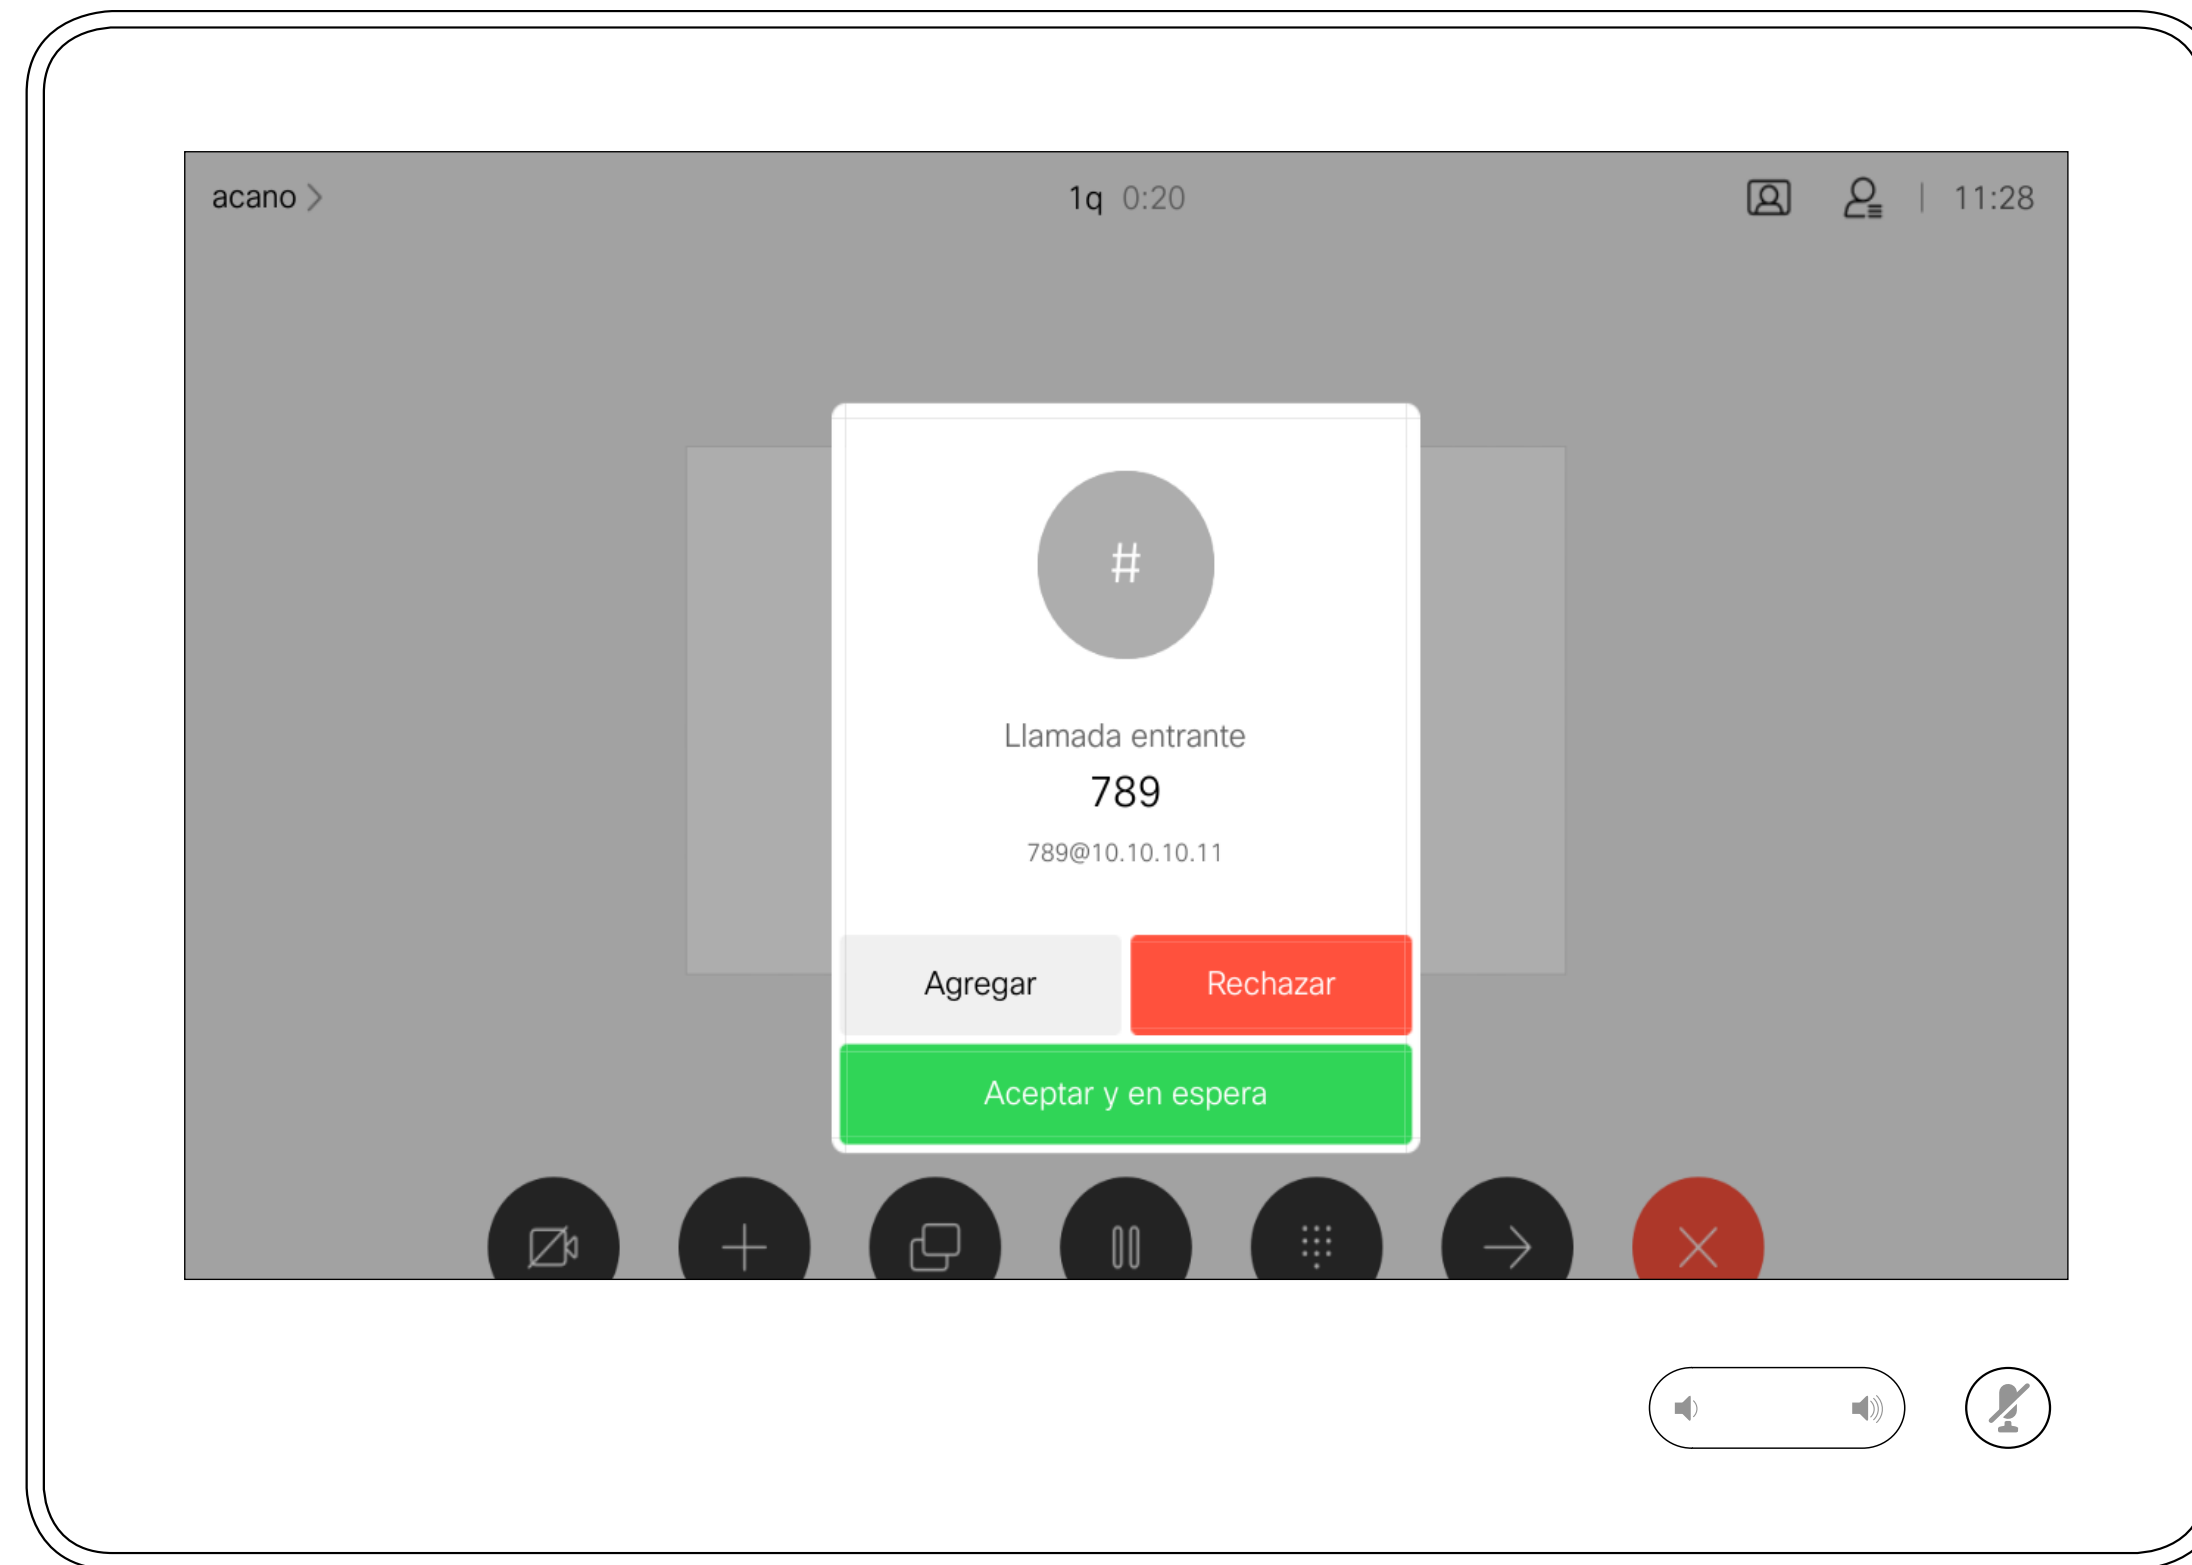 acano
1q 0:20
11:28
#
Llamada entrante
789
789@10.10.10.11
Agregar
Rechazar
Aceptar y en espera